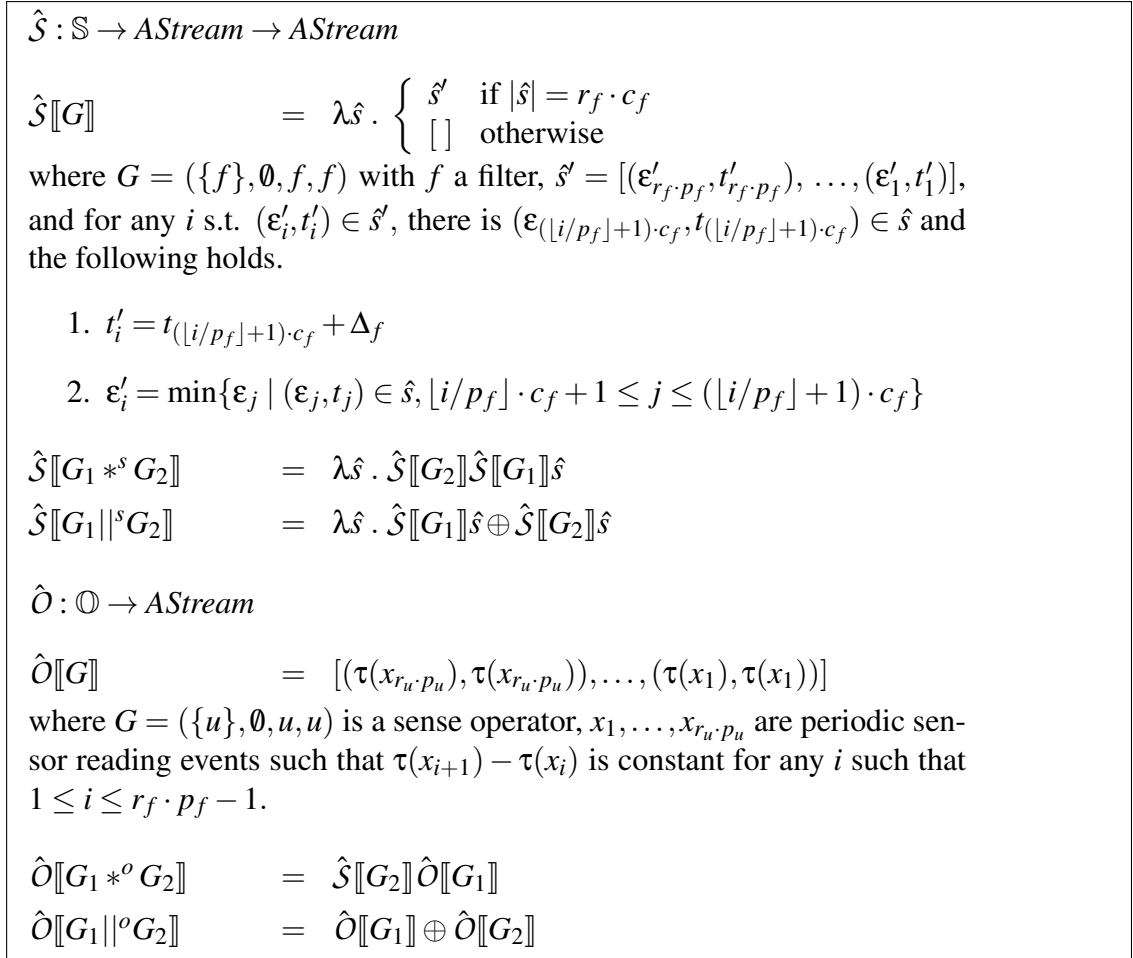 Ŝ : 𝕊 → AStream → AStream
Ŝ⟦G⟧ = λŝ . { ŝ′ if |ŝ| = r_f · c_f
[ ] otherwise
where G = ({f}, ∅, f, f) with f a filter, ŝ′ = [(ε′_{r_f·p_f}, t′_{r_f·p_f}), …, (ε′_1, t′_1)],
and for any i s.t. (ε′_i, t′_i) ∈ ŝ′, there is (ε_{(⌊i/p_f⌋+1)·c_f}, t_{(⌊i/p_f⌋+1)·c_f}) ∈ ŝ and
the following holds.
1. t′_i = t_{(⌊i/p_f⌋+1)·c_f} + Δ_f
2. ε′_i = min{ε_j | (ε_j, t_j) ∈ ŝ, ⌊i/p_f⌋ · c_f + 1 ≤ j ≤ (⌊i/p_f⌋ + 1) · c_f}
Ŝ⟦G_1 *^s G_2⟧ = λŝ . Ŝ⟦G_2⟧Ŝ⟦G_1⟧ŝ
Ŝ⟦G_1||^s G_2⟧ = λŝ . Ŝ⟦G_1⟧ŝ ⊕ Ŝ⟦G_2⟧ŝ
Ô : 𝕆 → AStream
Ô⟦G⟧ = [(τ(x_{r_u·p_u}), τ(x_{r_u·p_u})), …, (τ(x_1), τ(x_1))]
where G = ({u}, ∅, u, u) is a sense operator, x_1, …, x_{r_u·p_u} are periodic sen-
sor reading events such that τ(x_{i+1}) − τ(x_i) is constant for any i such that
1 ≤ i ≤ r_f · p_f − 1.
Ô⟦G_1 *^o G_2⟧ = Ŝ⟦G_2⟧Ô⟦G_1⟧
Ô⟦G_1||^o G_2⟧ = Ô⟦G_1⟧ ⊕ Ô⟦G_2⟧